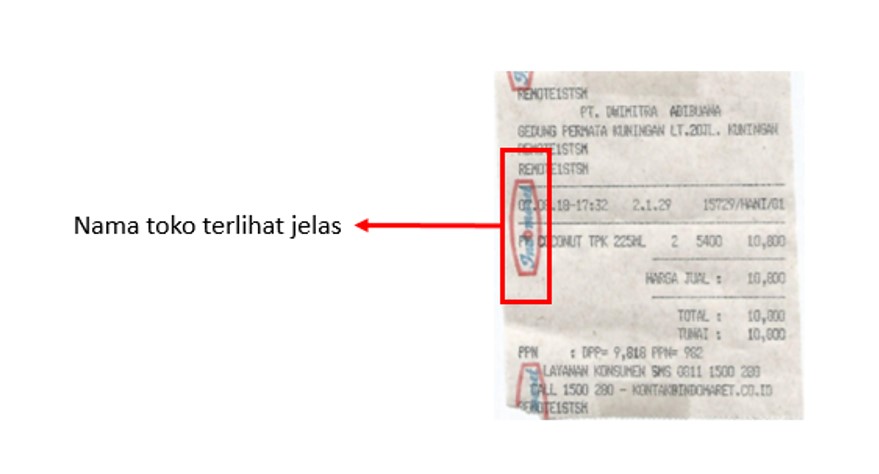 Nama toko terlihat jelas
REMOTE1STSM
PT. DWIMITRA ADIBUANA
GEDUNG PERMATA KUNINGAN LT.20JL. KUNINGAN
REMOTE1STSM
REMOTE1STSM
07.08.18-17:32 2.1.29 15729/HANI/01
Indomaret
COCONUT TPK 225ML 2 5400 10,800
HARGA JUAL : 10,800
TOTAL : 10,800
TUNAI : 10,800
PPN : DPP= 9,818 PPN= 982
LAYANAN KONSUMEN SMS 0811 1500 280
CALL 1500 280 - KONTAK@INDOMARET.CO.ID
REMOTE1STSM